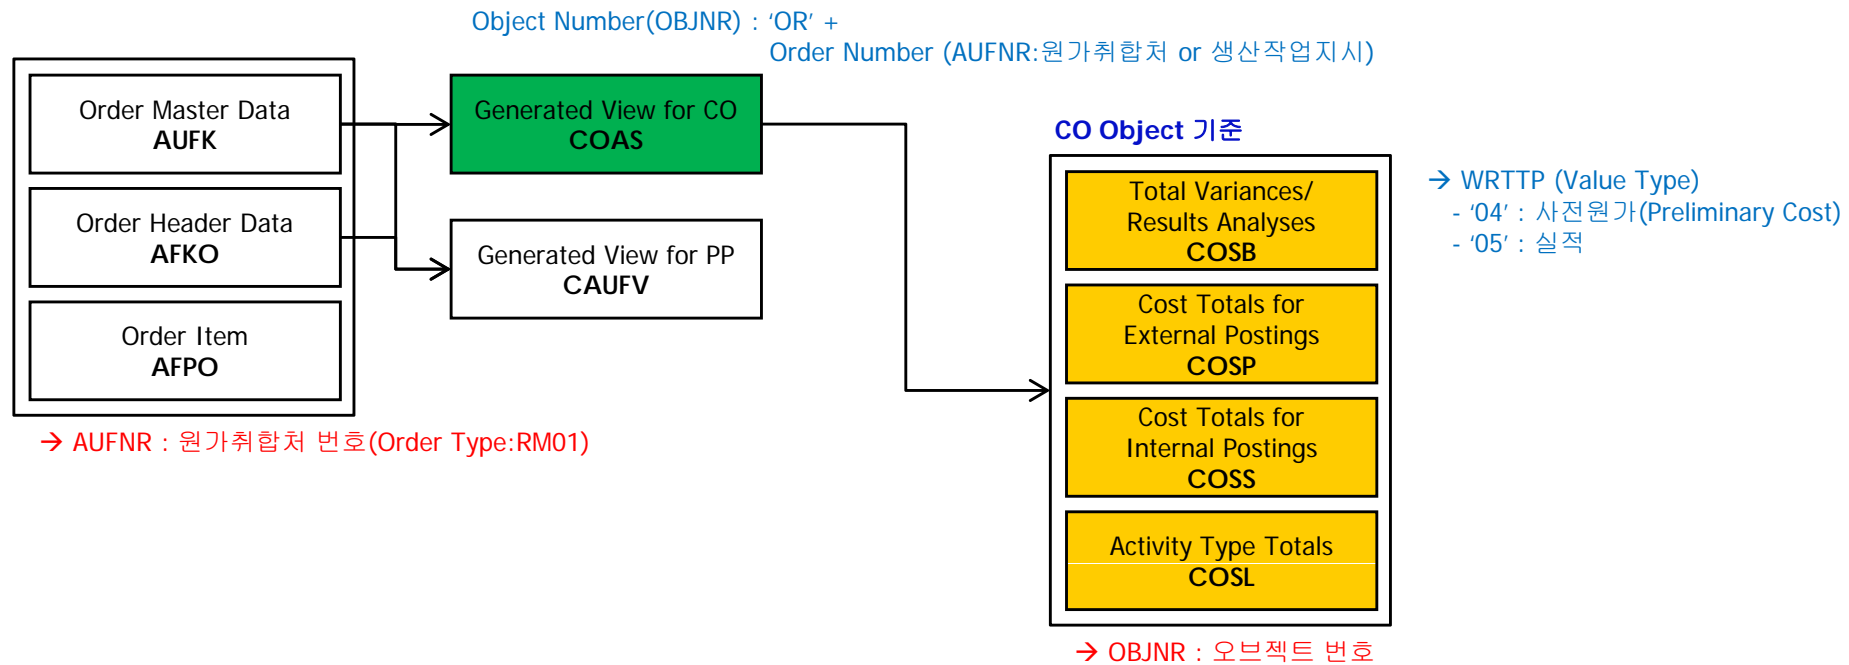 Object Number(OBJNR) : ‘OR’ +
Order Number (AUFNR:원가취합처 or 생산작업지시)
Order Master Data
AUFK
Order Header Data
AFKO
Order Item
AFPO
→ AUFNR : 원가취합처 번호(Order Type:RM01)
Generated View for CO
COAS
Generated View for PP
CAUFV
CO Object 기준
Total Variances/
Results Analyses
COSB
Cost Totals for
External Postings
COSP
Cost Totals for
Internal Postings
COSS
Activity Type Totals
COSL
→ OBJNR : 오브젝트 번호
→ WRTTP (Value Type)
- ‘04’ : 사전원가(Preliminary Cost)
- ‘05’ : 실적